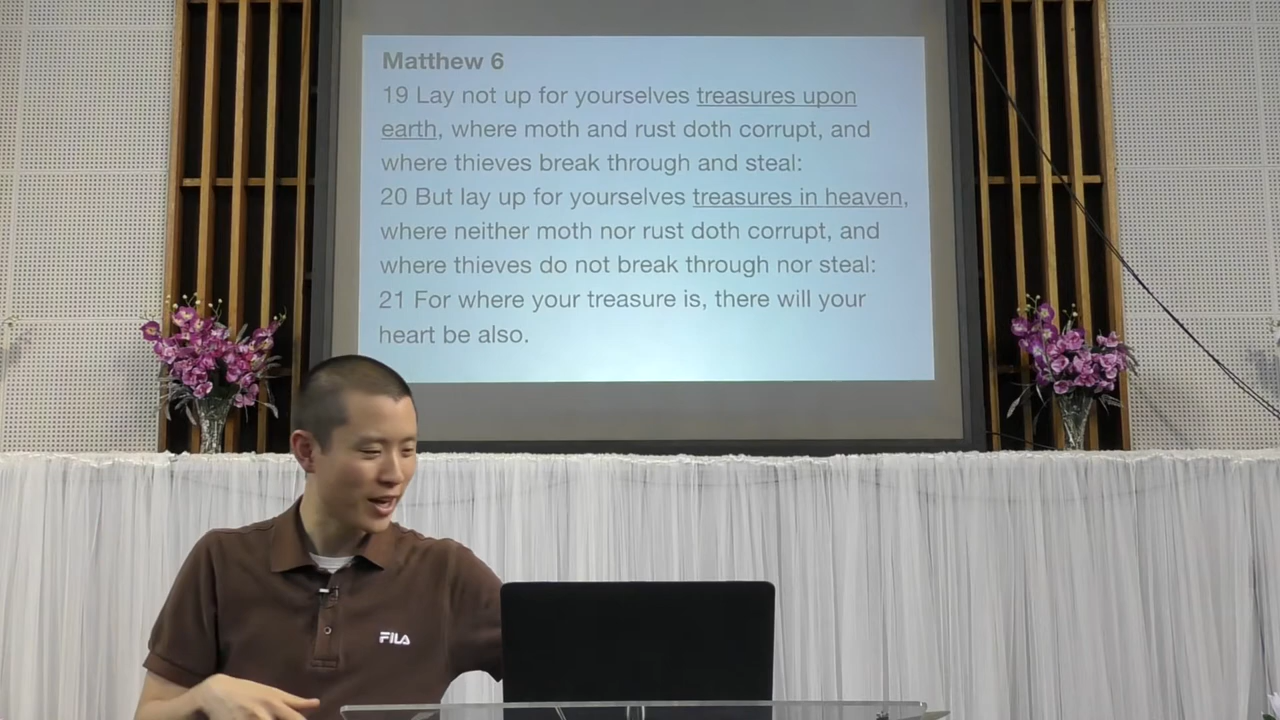 Matthew 6
19 Lay not up for yourselves treasures upon
earth, where moth and rust doth corrupt, and
where thieves break through and steal:
20 But lay up for yourselves treasures in heaven,
where neither moth nor rust doth corrupt, and
where thieves do not break through nor steal:
21 For where your treasure is, there will your
heart be also.
FILA